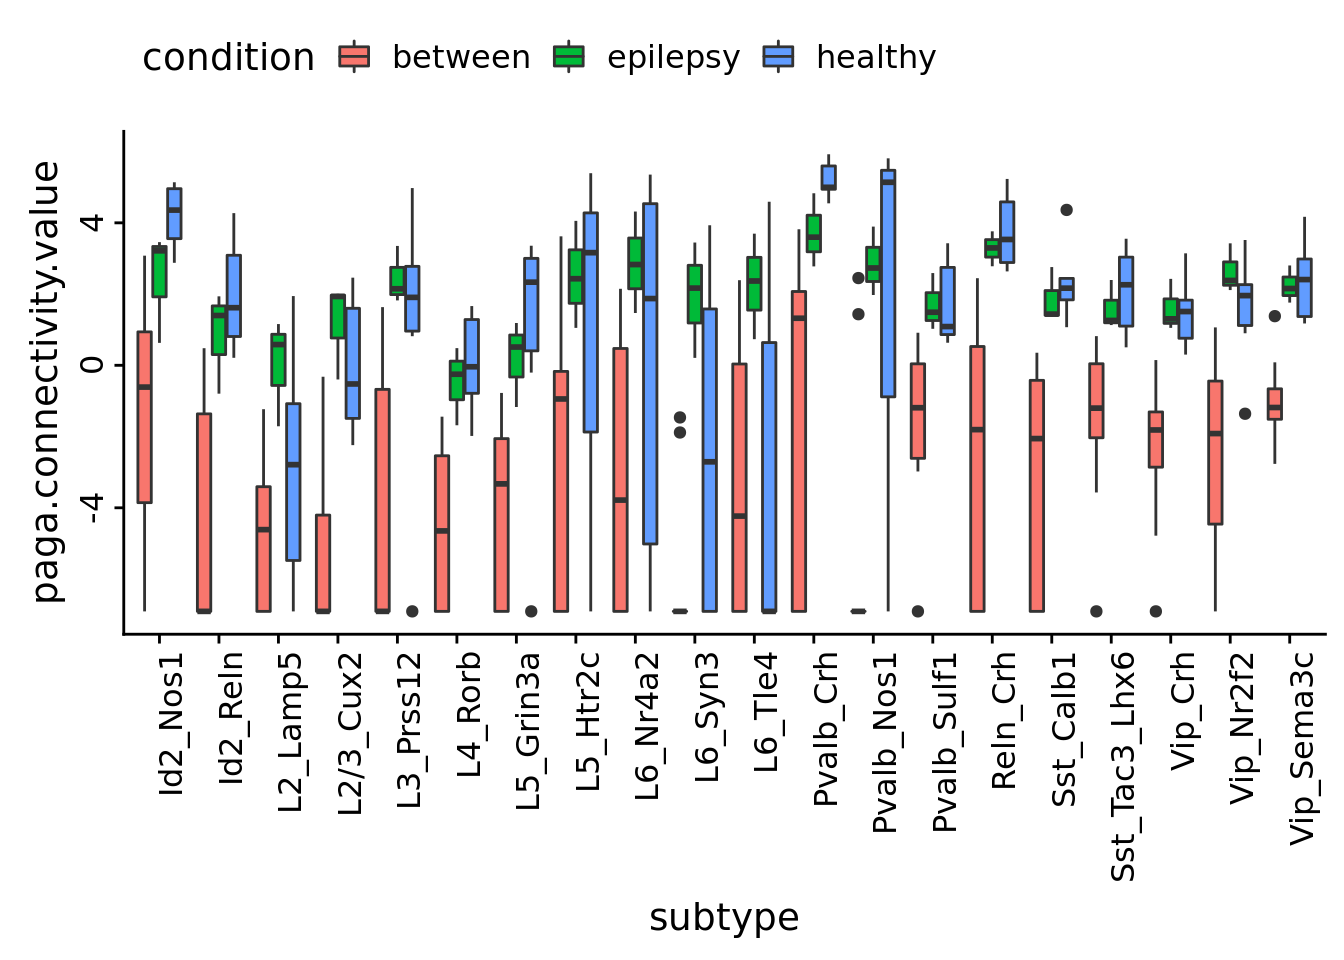 condition between epilepsy healthy
paga.connectivity.value
4
0
-4
Id2_Nos1
Id2_Reln
L2_Lamp5
L2/3_Cux2
L3_Prss12
L4_Rorb
L5_Grin3a
L5_Htr2c
L6_Nr4a2
L6_Syn3
L6_Tle4
Pvalb_Crh
Pvalb_Nos1
Pvalb_Sulf1
Reln_Crh
Sst_Calb1
Sst_Tac3_Lhx6
Vip_Crh
Vip_Nr2f2
Vip_Sema3c
subtype